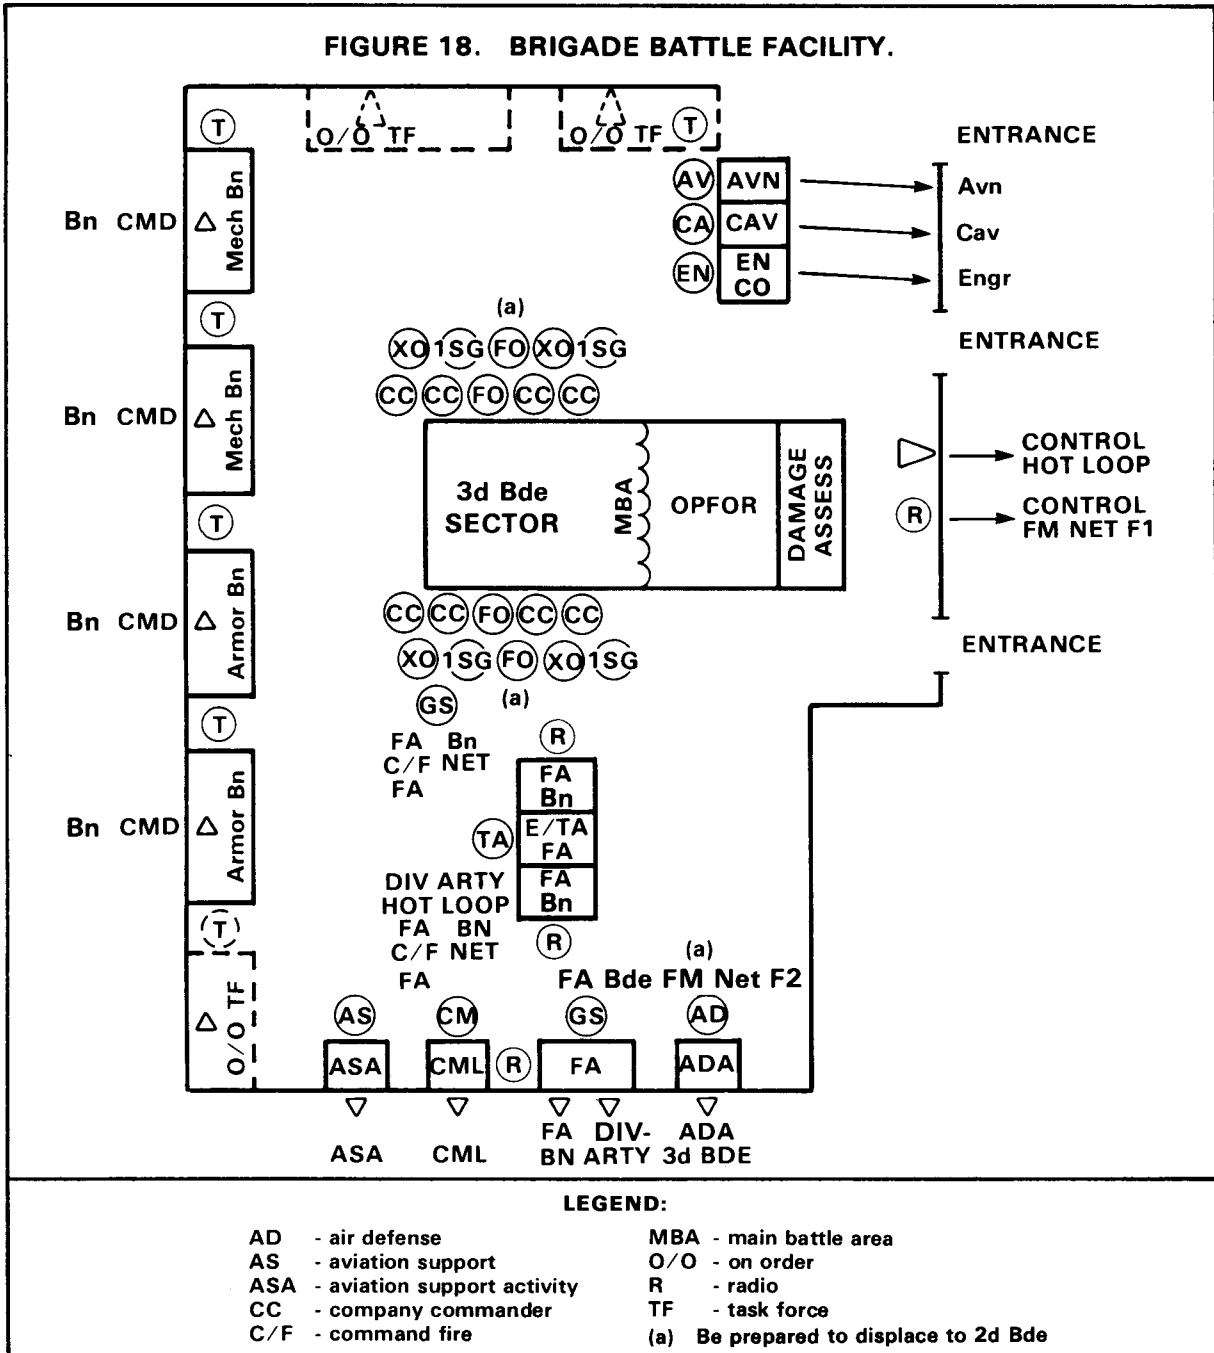 FIGURE 18. BRIGADE BATTLE FACILITY.
T
O/O TF
O/O TF
T
ENTRANCE
Bn CMD
Mech Bn
AV
AVN
Avn
CA
CAV
Cav
EN
EN
CO
Engr
T
(a)
ENTRANCE
XO 1SG FO XO 1SG
CC CC FO CC CC
Bn CMD
Mech Bn
3d Bde
SECTOR
MBA
OPFOR
DAMAGE
ASSESS
CONTROL
HOT LOOP
R
CONTROL
FM NET F1
T
Bn CMD
Armor Bn
CC CC FO CC CC
XO 1SG FO XO 1SG
ENTRANCE
GS
(a)
T
FA Bn
C/F NET
FA
R
FA
Bn
Bn CMD
Armor Bn
TA
E/TA
FA
FA
Bn
DIV ARTY
HOT LOOP
FA BN
C/F NET
FA
R
T
(a)
FA Bde FM Net F2
O/O TF
AS
CM
GS
AD
ASA
CML
R
FA
ADA
ASA
CML
FA
BN
DIV-
ARTY
ADA
3d BDE
LEGEND:
AD - air defense
AS - aviation support
ASA - aviation support activity
CC - company commander
C/F - command fire
MBA - main battle area
O/O - on order
R - radio
TF - task force
(a) Be prepared to displace to 2d Bde